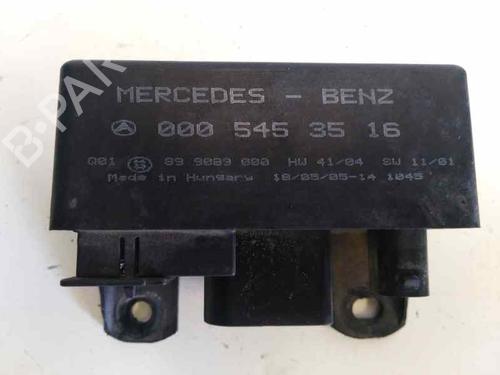 MERCEDES - BENZ
000 545 35 16
Q01 S 89 9089 000 HW 41/04 SW 11/01
Made in Hungary 18/05/05-14 1045
B-PARTS